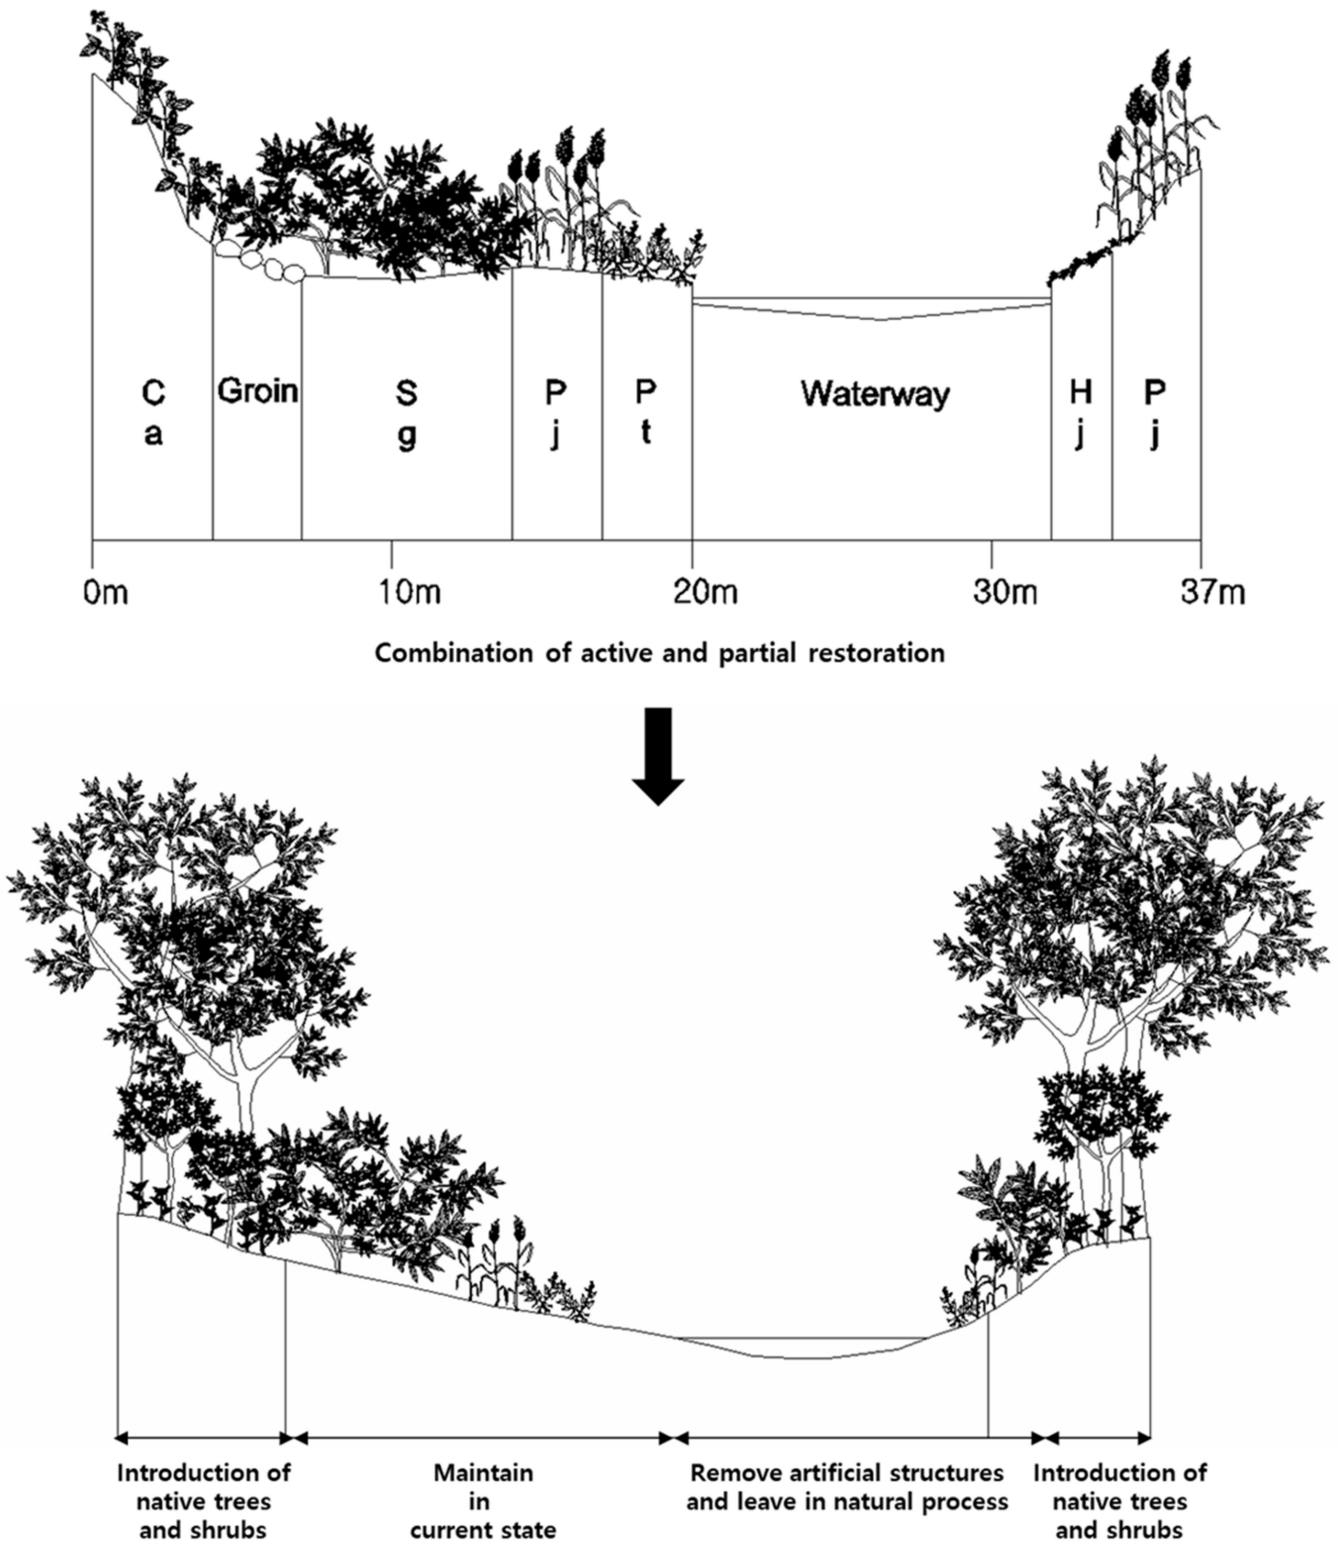 C Groin S P P Waterway H P
a g j t j j
0m 10m 20m 30m 37m
Combination of active and partial restoration
Introduction of Maintain Remove artificial structures Introduction of
native trees in and leave in natural process native trees
and shrubs current state and shrubs